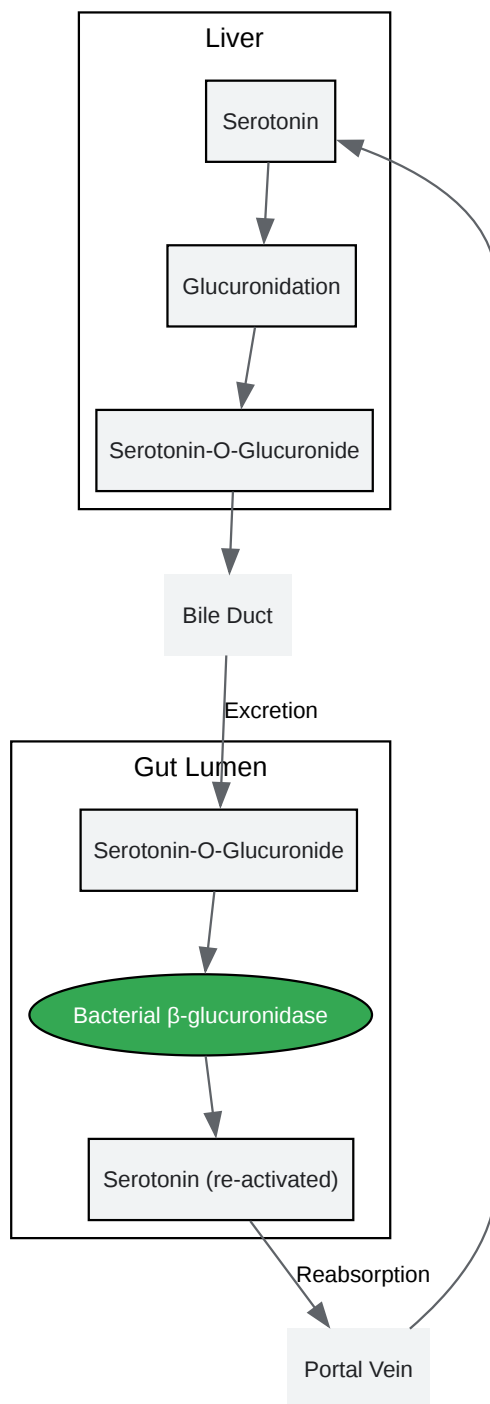 Liver
Serotonin
Glucuronidation
Serotonin-O-Glucuronide
Bile Duct
Excretion
Gut Lumen
Serotonin-O-Glucuronide
Bacterial β-glucuronidase
Serotonin (re-activated)
Reabsorption
Portal Vein